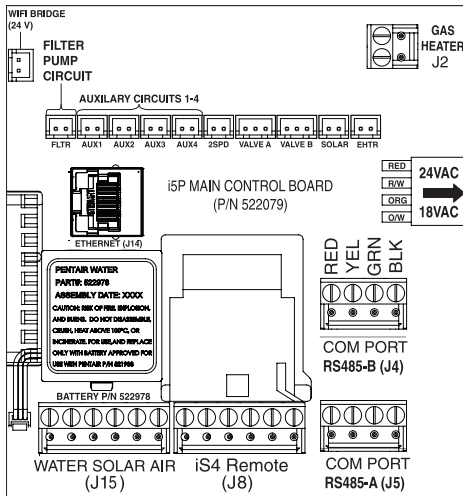 WIFI BRIDGE
(24 V)
FILTER
PUMP
CIRCUIT
GAS
HEATER
J2
AUXILARY CIRCUITS 1-4
FLTR AUX1 AUX2 AUX3 AUX4 2SPD VALVE A VALVE B SOLAR EHTR
RED
R/W
ORG
O/W
24VAC
18VAC
i5P MAIN CONTROL BOARD
(P/N 522079)
ETHERNET (J14)
PENTAIR WATER
PART#: 522978
ASSEMBLY DATE: XXXX
CAUTION: RISK OF FIRE, EXPLOSION,
AND BURNS. DO NOT DISASSEMBLE,
CRUSH, HEAT ABOVE 100°C, OR
INCINERATE. FOR USE, AND REPLACE
ONLY WITH BATTERY APPROVED FOR
USE WITH PENTAIR P/N
BATTERY P/N 522978
RED YEL GRN BLK
COM PORT
RS485-B (J4)
WATER SOLAR AIR
(J15)
iS4 Remote
(J8)
COM PORT
RS485-A (J5)